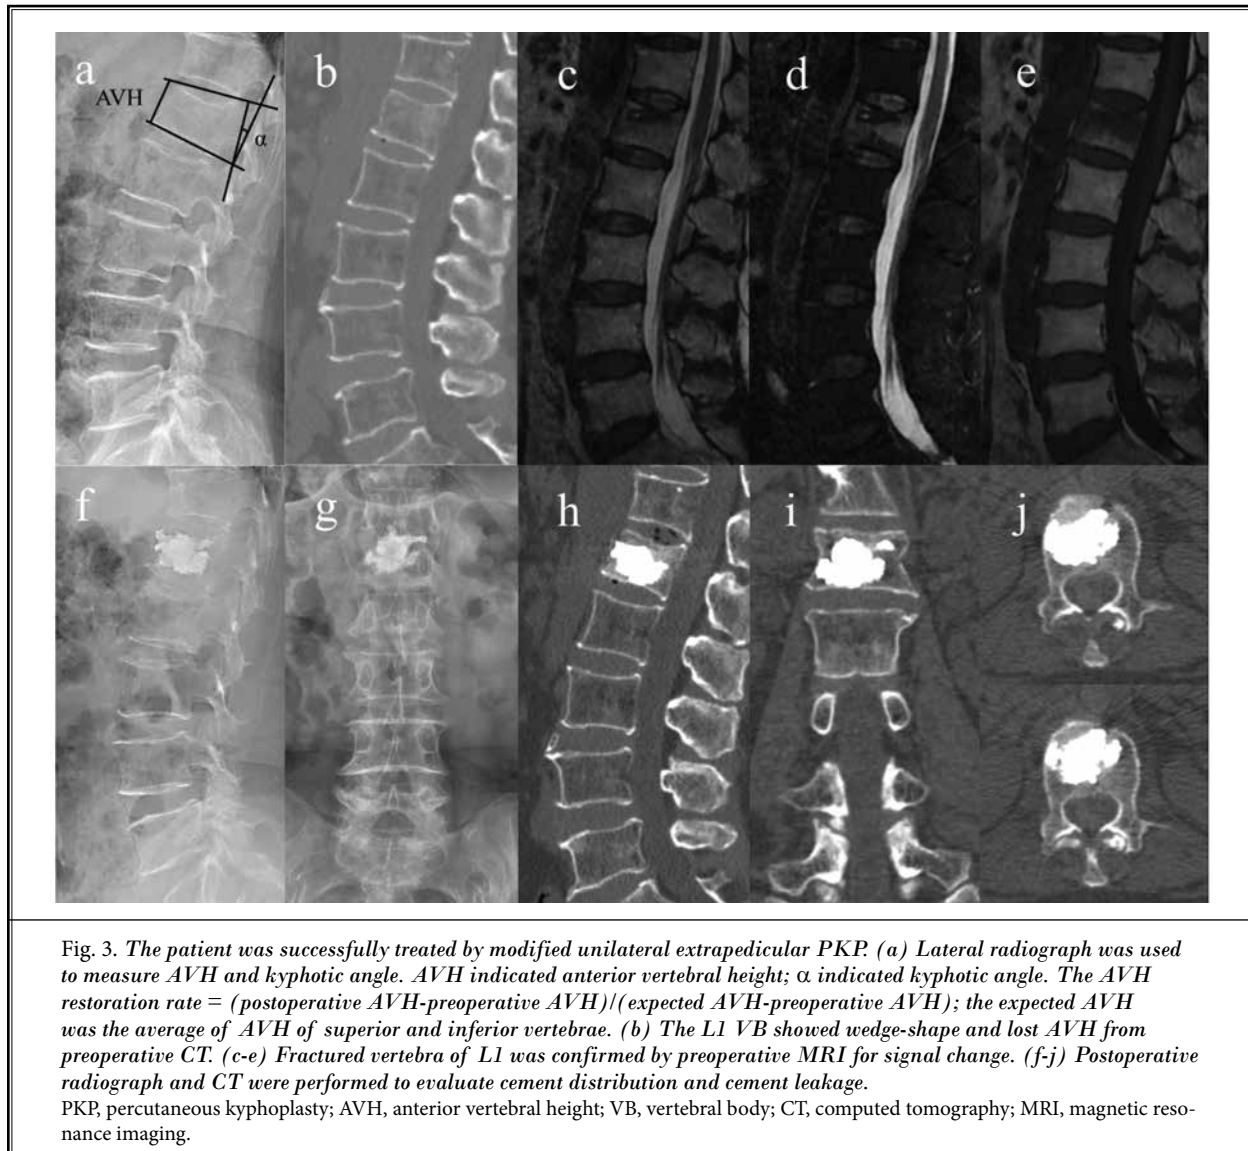 a
AVH
α
b
c
d
e
f
g
h
i
j
Fig. 3. The patient was successfully treated by modified unilateral extrapedicular PKP. (a) Lateral radiograph was used
to measure AVH and kyphotic angle. AVH indicated anterior vertebral height; α indicated kyphotic angle. The AVH
restoration rate = (postoperative AVH-preoperative AVH)/(expected AVH-preoperative AVH); the expected AVH
was the average of AVH of superior and inferior vertebrae. (b) The L1 VB showed wedge-shape and lost AVH from
preoperative CT. (c-e) Fractured vertebra of L1 was confirmed by preoperative MRI for signal change. (f-j) Postoperative
radiograph and CT were performed to evaluate cement distribution and cement leakage.
PKP, percutaneous kyphoplasty; AVH, anterior vertebral height; VB, vertebral body; CT, computed tomography; MRI, magnetic reso-
nance imaging.